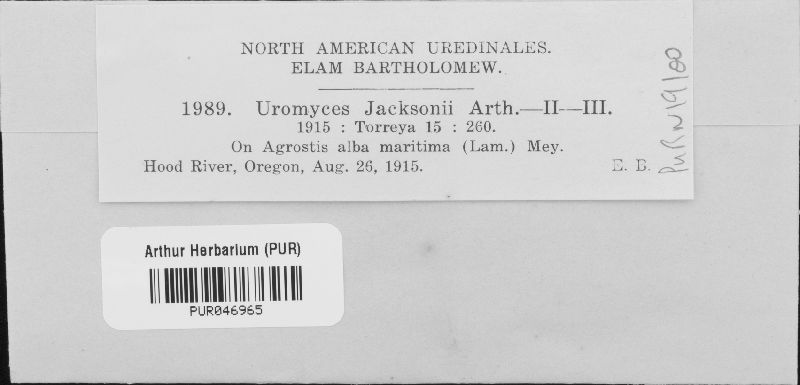 NORTH AMERICAN UREDINALES.
ELAM BARTHOLOMEW.
1989. Uromyces Jacksonii Arth.—II—III.
1915 : Torreya 15 : 260.
On Agrostis alba maritima (Lam.) Mey.
Hood River, Oregon, Aug. 26, 1915. E. B.
PURN19100
Arthur Herbarium (PUR)
PUR046965